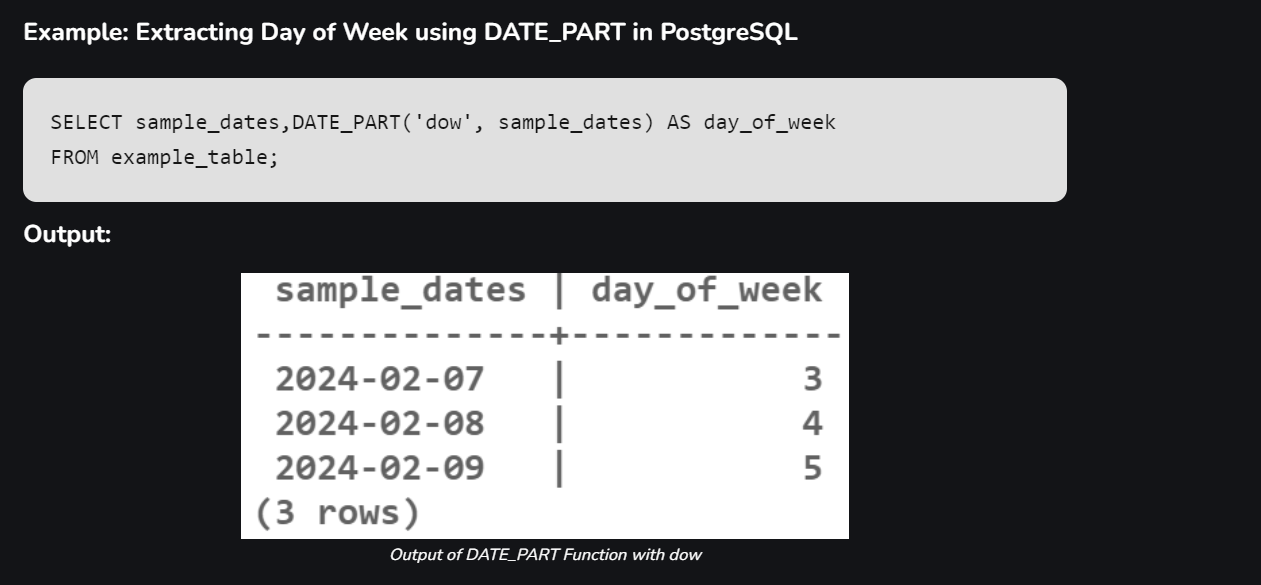 Example: Extracting Day of Week using DATE_PART in PostgreSQL
SELECT sample_dates,DATE_PART('dow', sample_dates) AS day_of_week
FROM example_table;
Output:
sample_dates | day_of_week
--------------+-------------
2024-02-07 | 3
2024-02-08 | 4
2024-02-09 | 5
(3 rows)
Output of DATE_PART Function with dow